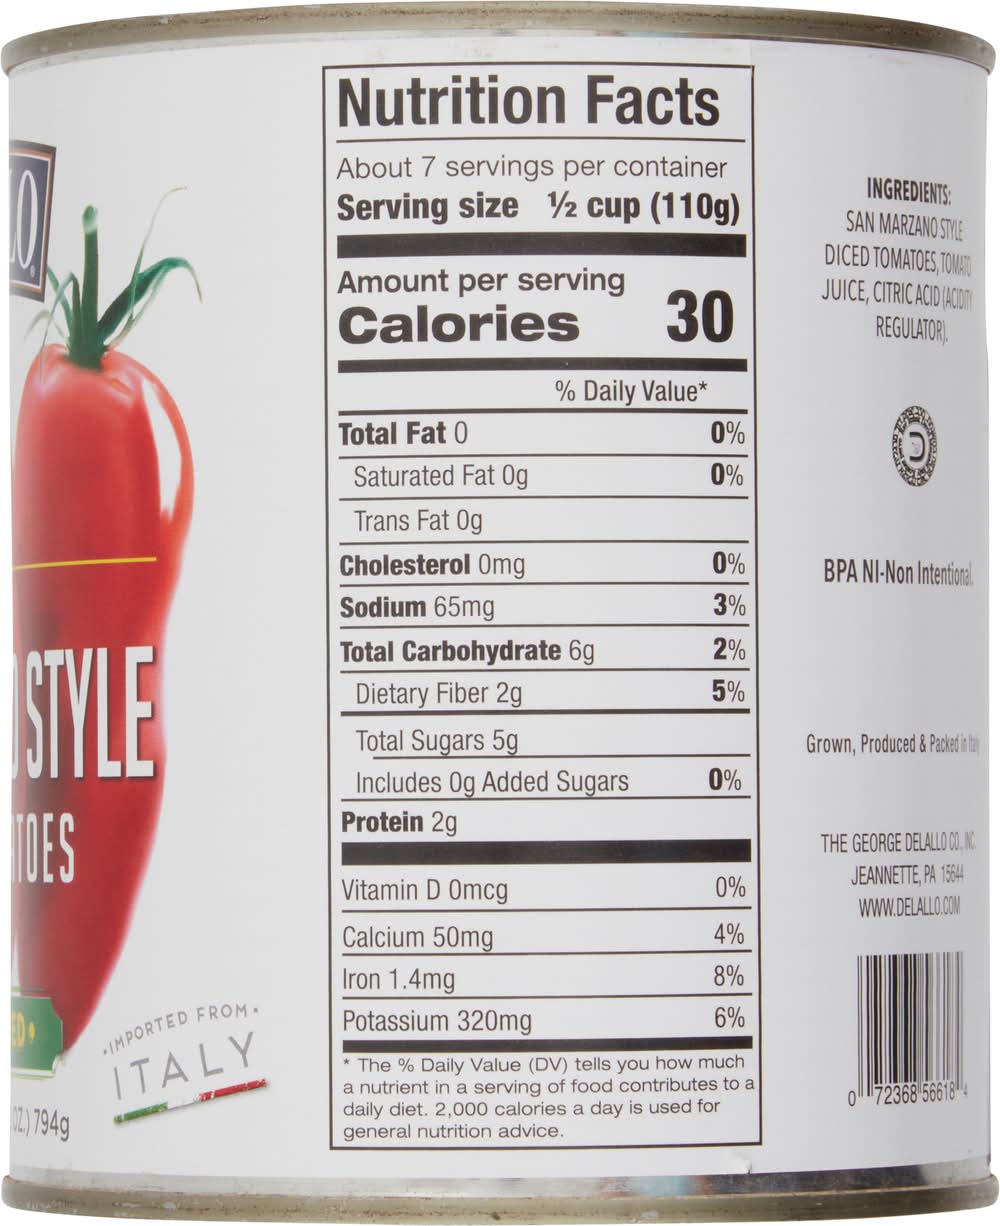 LO
STYLE
TOES
ED
IMPORTED FROM
ITALY
OZ.) 794g
Nutrition Facts
About 7 servings per container
Serving size ½ cup (110g)
Amount per serving
Calories 30
% Daily Value*
Total Fat 0 0%
Saturated Fat 0g 0%
Trans Fat 0g
Cholesterol 0mg 0%
Sodium 65mg 3%
Total Carbohydrate 6g 2%
Dietary Fiber 2g 5%
Total Sugars 5g
Includes 0g Added Sugars 0%
Protein 2g
Vitamin D 0mcg 0%
Calcium 50mg 4%
Iron 1.4mg 8%
Potassium 320mg 6%
* The % Daily Value (DV) tells you how much
a nutrient in a serving of food contributes to a
daily diet. 2,000 calories a day is used for
general nutrition advice.
INGREDIENTS:
SAN MARZANO STYLE
DICED TOMATOES, TOMATO
JUICE, CITRIC ACID (ACIDITY
REGULATOR).
D
BPA NI-Non Intentional.
Grown, Produced & Packed in Italy
THE GEORGE DELALLO CO., INC.
JEANNETTE, PA 15644
WWW.DELALLO.COM
0 72368 56618 4